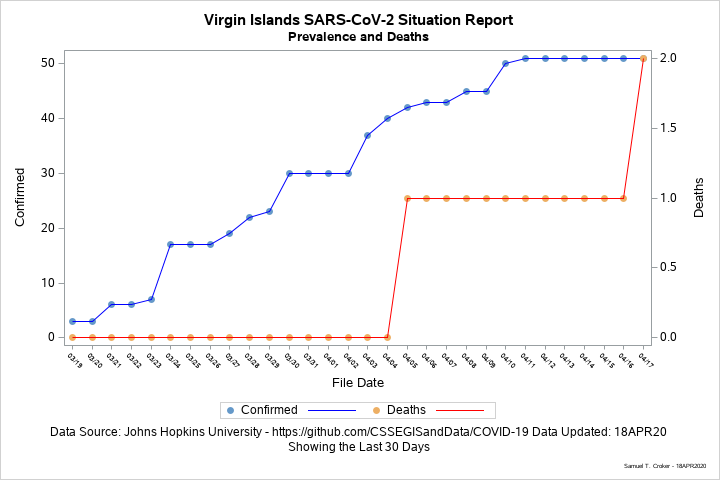 Virgin Islands SARS-CoV-2 Situation Report
Prevalence and Deaths
Confirmed
50
40
30
20
10
0
2.0
1.5
1.0
0.5
0.0
Deaths
03/19 03/20 03/21 03/22 03/23 03/24 03/25 03/26 03/27 03/28 03/29 03/30 03/31 04/01 04/02 04/03 04/04 04/05 04/06 04/07 04/08 04/09 04/10 04/11 04/12 04/13 04/14 04/15 04/16 04/17
File Date
Confirmed Deaths
Data Source: Johns Hopkins University - https://github.com/CSSEGISandData/COVID-19 Data Updated: 18APR20
Showing the Last 30 Days
Samuel T. Croker - 18APR2020